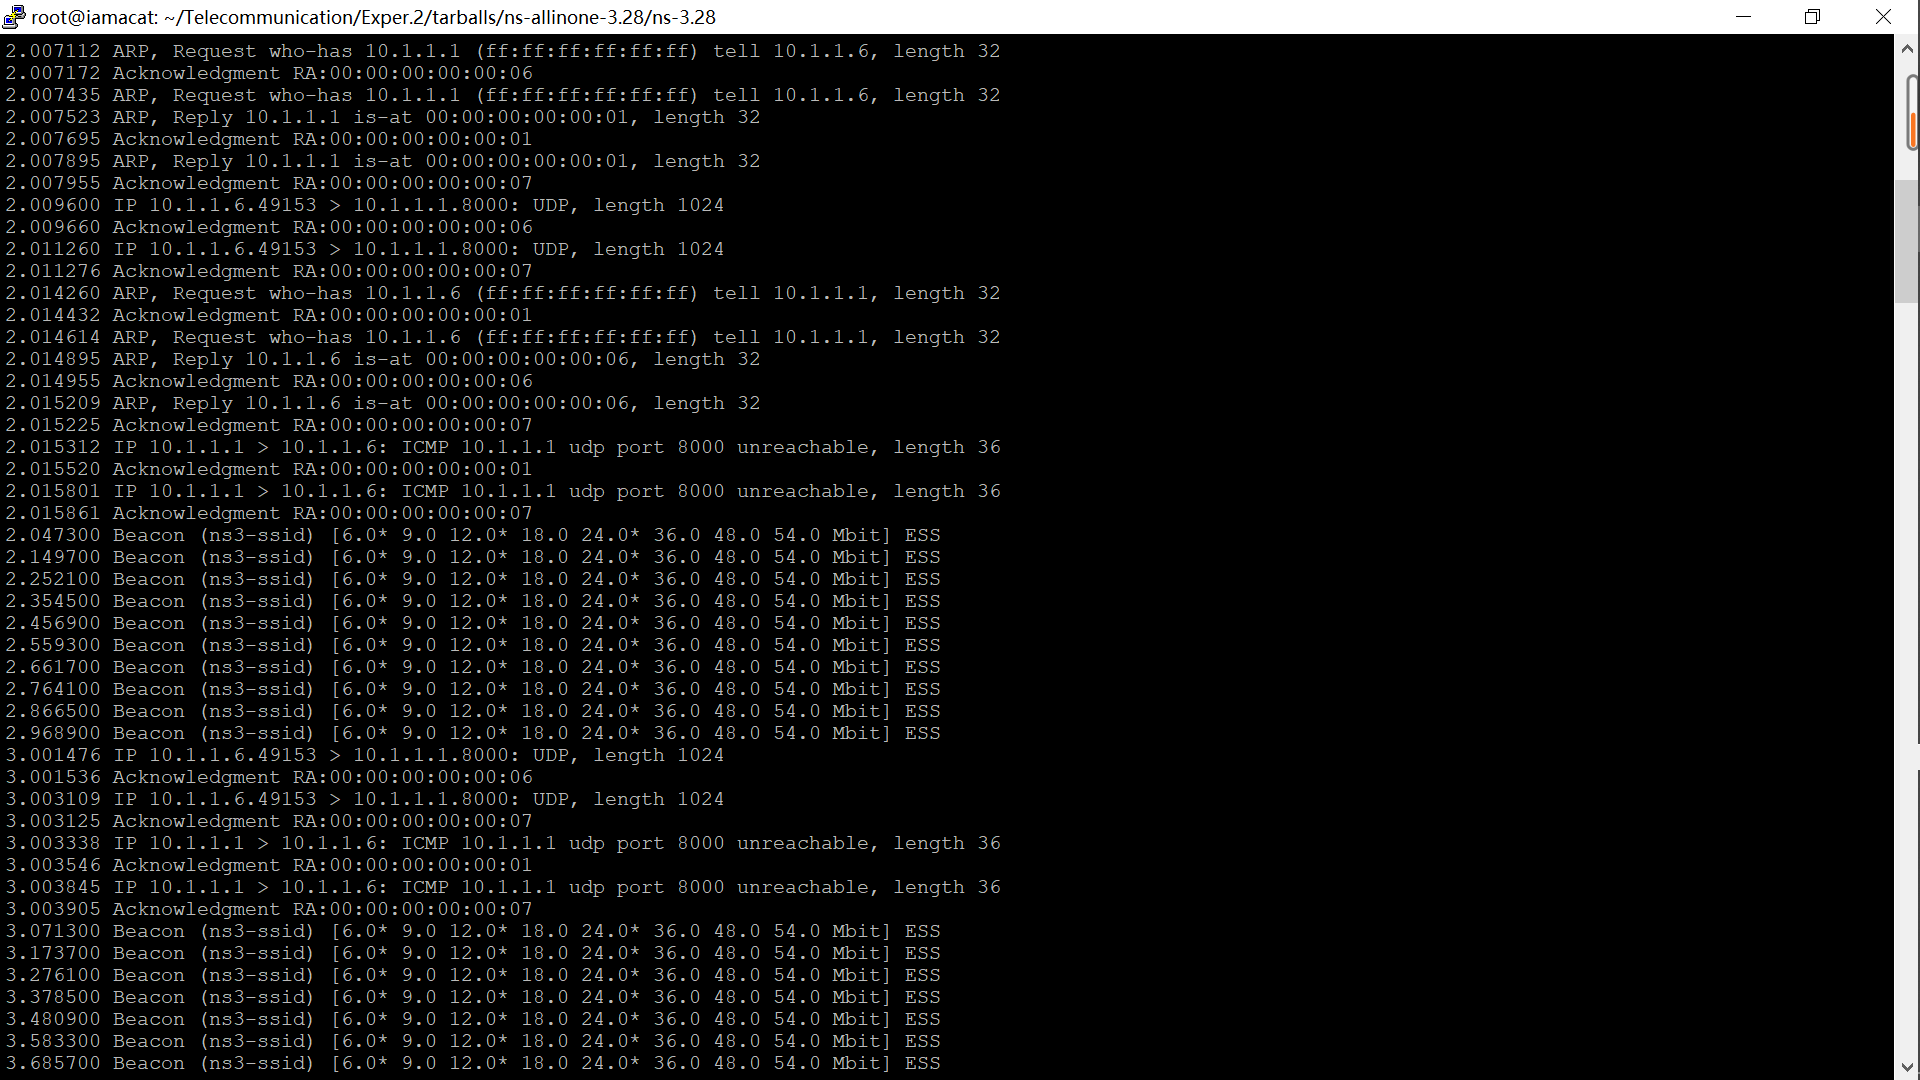 root@iamacat: ~/Telecommunication/Exper.2/tarballs/ns-allinone-3.28/ns-3.28
2.007112 ARP, Request who-has 10.1.1.1 (ff:ff:ff:ff:ff:ff) tell 10.1.1.6, length 32
2.007172 Acknowledgment RA:00:00:00:00:00:06
2.007435 ARP, Request who-has 10.1.1.1 (ff:ff:ff:ff:ff:ff) tell 10.1.1.6, length 32
2.007523 ARP, Reply 10.1.1.1 is-at 00:00:00:00:00:01, length 32
2.007695 Acknowledgment RA:00:00:00:00:00:01
2.007895 ARP, Reply 10.1.1.1 is-at 00:00:00:00:00:01, length 32
2.007955 Acknowledgment RA:00:00:00:00:00:07
2.009600 IP 10.1.1.6.49153 > 10.1.1.1.8000: UDP, length 1024
2.009660 Acknowledgment RA:00:00:00:00:00:06
2.011260 IP 10.1.1.6.49153 > 10.1.1.1.8000: UDP, length 1024
2.011276 Acknowledgment RA:00:00:00:00:00:07
2.014260 ARP, Request who-has 10.1.1.6 (ff:ff:ff:ff:ff:ff) tell 10.1.1.1, length 32
2.014432 Acknowledgment RA:00:00:00:00:00:01
2.014614 ARP, Request who-has 10.1.1.6 (ff:ff:ff:ff:ff:ff) tell 10.1.1.1, length 32
2.014895 ARP, Reply 10.1.1.6 is-at 00:00:00:00:00:06, length 32
2.014955 Acknowledgment RA:00:00:00:00:00:06
2.015209 ARP, Reply 10.1.1.6 is-at 00:00:00:00:00:06, length 32
2.015225 Acknowledgment RA:00:00:00:00:00:07
2.015312 IP 10.1.1.1 > 10.1.1.6: ICMP 10.1.1.1 udp port 8000 unreachable, length 36
2.015520 Acknowledgment RA:00:00:00:00:00:01
2.015801 IP 10.1.1.1 > 10.1.1.6: ICMP 10.1.1.1 udp port 8000 unreachable, length 36
2.015861 Acknowledgment RA:00:00:00:00:00:07
2.047300 Beacon (ns3-ssid) [6.0* 9.0 12.0* 18.0 24.0* 36.0 48.0 54.0 Mbit] ESS
2.149700 Beacon (ns3-ssid) [6.0* 9.0 12.0* 18.0 24.0* 36.0 48.0 54.0 Mbit] ESS
2.252100 Beacon (ns3-ssid) [6.0* 9.0 12.0* 18.0 24.0* 36.0 48.0 54.0 Mbit] ESS
2.354500 Beacon (ns3-ssid) [6.0* 9.0 12.0* 18.0 24.0* 36.0 48.0 54.0 Mbit] ESS
2.456900 Beacon (ns3-ssid) [6.0* 9.0 12.0* 18.0 24.0* 36.0 48.0 54.0 Mbit] ESS
2.559300 Beacon (ns3-ssid) [6.0* 9.0 12.0* 18.0 24.0* 36.0 48.0 54.0 Mbit] ESS
2.661700 Beacon (ns3-ssid) [6.0* 9.0 12.0* 18.0 24.0* 36.0 48.0 54.0 Mbit] ESS
2.764100 Beacon (ns3-ssid) [6.0* 9.0 12.0* 18.0 24.0* 36.0 48.0 54.0 Mbit] ESS
2.866500 Beacon (ns3-ssid) [6.0* 9.0 12.0* 18.0 24.0* 36.0 48.0 54.0 Mbit] ESS
2.968900 Beacon (ns3-ssid) [6.0* 9.0 12.0* 18.0 24.0* 36.0 48.0 54.0 Mbit] ESS
3.001476 IP 10.1.1.6.49153 > 10.1.1.1.8000: UDP, length 1024
3.001536 Acknowledgment RA:00:00:00:00:00:06
3.003109 IP 10.1.1.6.49153 > 10.1.1.1.8000: UDP, length 1024
3.003125 Acknowledgment RA:00:00:00:00:00:07
3.003338 IP 10.1.1.1 > 10.1.1.6: ICMP 10.1.1.1 udp port 8000 unreachable, length 36
3.003546 Acknowledgment RA:00:00:00:00:00:01
3.003845 IP 10.1.1.1 > 10.1.1.6: ICMP 10.1.1.1 udp port 8000 unreachable, length 36
3.003905 Acknowledgment RA:00:00:00:00:00:07
3.071300 Beacon (ns3-ssid) [6.0* 9.0 12.0* 18.0 24.0* 36.0 48.0 54.0 Mbit] ESS
3.173700 Beacon (ns3-ssid) [6.0* 9.0 12.0* 18.0 24.0* 36.0 48.0 54.0 Mbit] ESS
3.276100 Beacon (ns3-ssid) [6.0* 9.0 12.0* 18.0 24.0* 36.0 48.0 54.0 Mbit] ESS
3.378500 Beacon (ns3-ssid) [6.0* 9.0 12.0* 18.0 24.0* 36.0 48.0 54.0 Mbit] ESS
3.480900 Beacon (ns3-ssid) [6.0* 9.0 12.0* 18.0 24.0* 36.0 48.0 54.0 Mbit] ESS
3.583300 Beacon (ns3-ssid) [6.0* 9.0 12.0* 18.0 24.0* 36.0 48.0 54.0 Mbit] ESS
3.685700 Beacon (ns3-ssid) [6.0* 9.0 12.0* 18.0 24.0* 36.0 48.0 54.0 Mbit] ESS